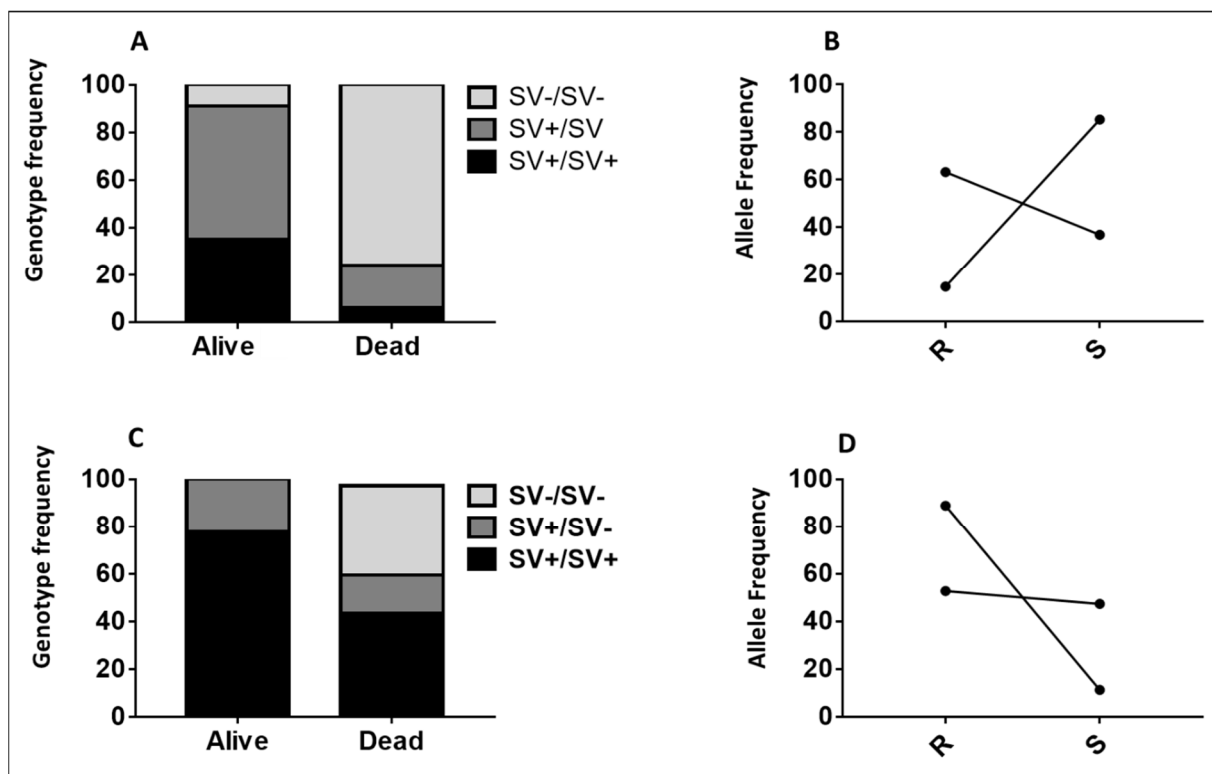 A
Genotype frequency
100
80
60
40
20
0
Alive Dead
SV-/SV-
SV+/SV
SV+/SV+
B
Allele Frequency
100
80
60
40
20
0
R S
C
Genotype frequency
100
80
60
40
20
0
Alive Dead
SV-/SV-
SV+/SV-
SV+/SV+
D
Allele Frequency
100
80
60
40
20
0
R S